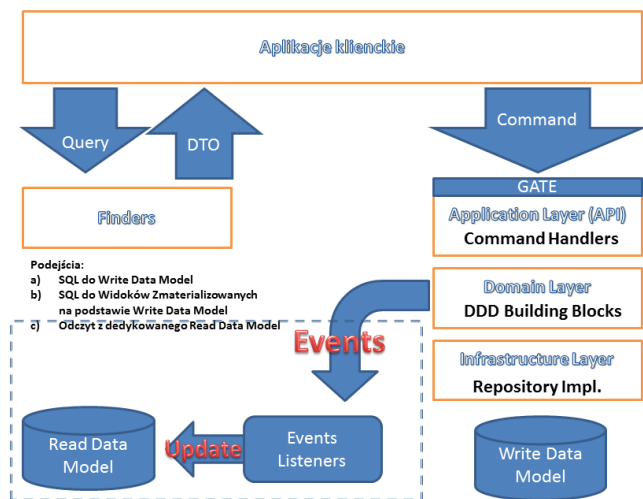 Aplikacje klienckie
Query
DTO
Command
GATE
Application Layer (API)
Command Handlers
Finders
Podejścia:
a) SQL do Write Data Model
b) SQL do Widoków Zmaterializowanych
na podstawie Write Data Model
c) Odczyt z dedykowanego Read Data Model
Domain Layer
DDD Building Blocks
Events
Infrastructure Layer
Repository Impl.
Read Data
Model
Update
Events
Listeners
Write Data
Model